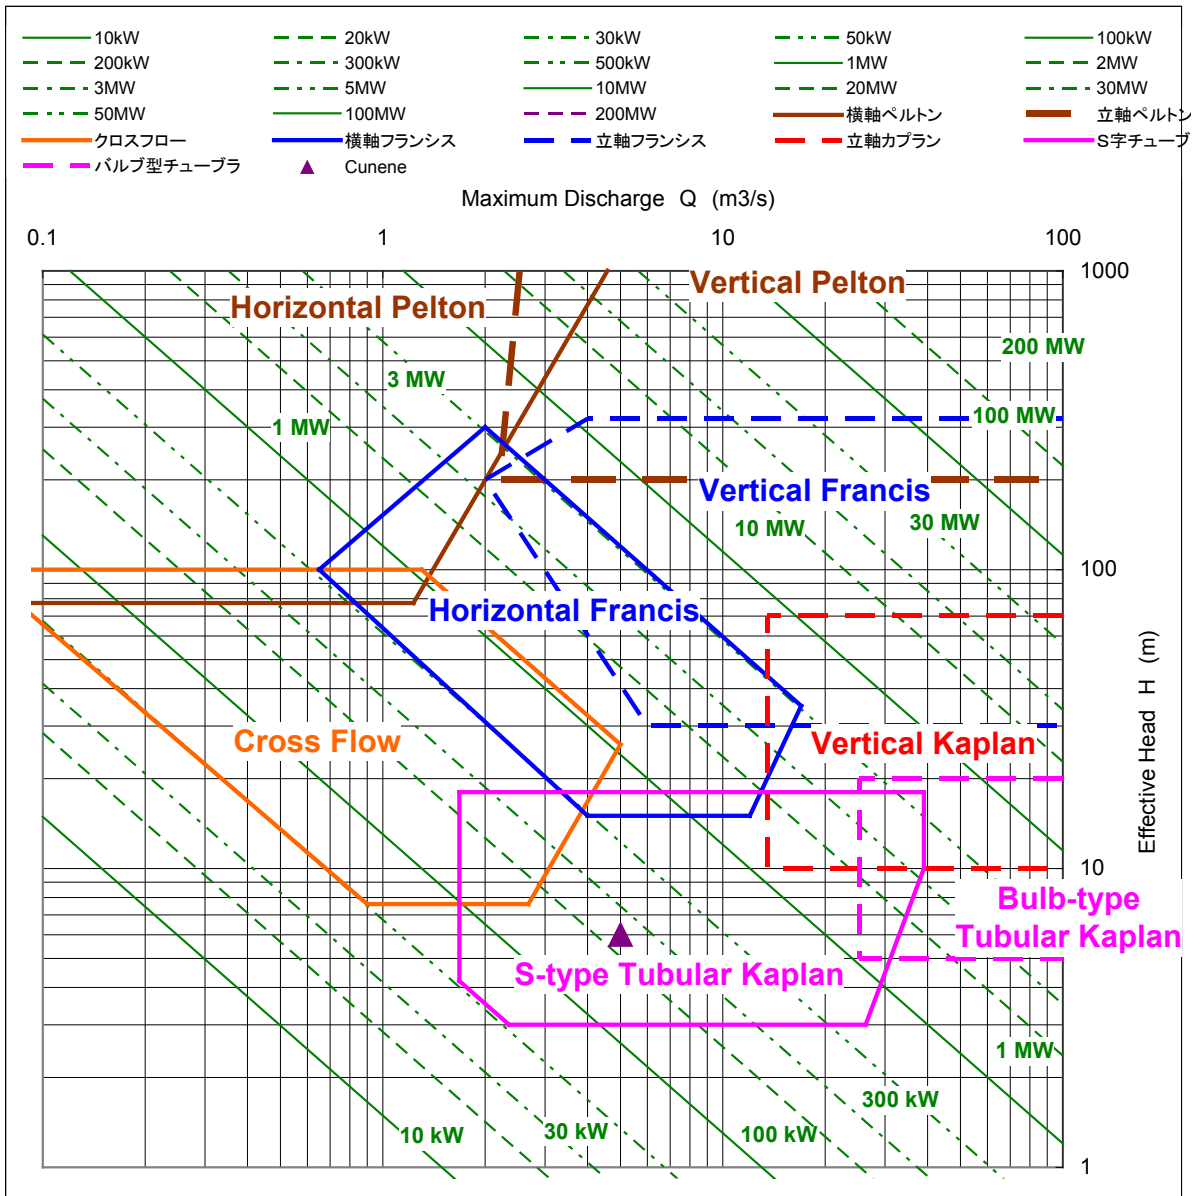 10kW 20kW 30kW 50kW 100kW
200kW 300kW 500kW 1MW 2MW
3MW 5MW 10MW 20MW 30MW
50MW 100MW 200MW 横軸ペルトン 立軸ペルトン
クロスフロー 横軸フランシス 立軸フランシス 立軸カプラン S字チューブ
バルブ型チューブラ Cunene
Maximum Discharge Q (m3/s)
0.1 1 10 100
1000
Vertical Pelton
Horizontal Pelton
200 MW
3 MW
100 MW
1 MW
Vertical Francis
30 MW
10 MW
100
Horizontal Francis
Effective Head H (m)
Cross Flow
Vertical Kaplan
10
Bulb-type
Tubular Kaplan
S-type Tubular Kaplan
1 MW
300 kW
100 kW
30 kW
10 kW
1